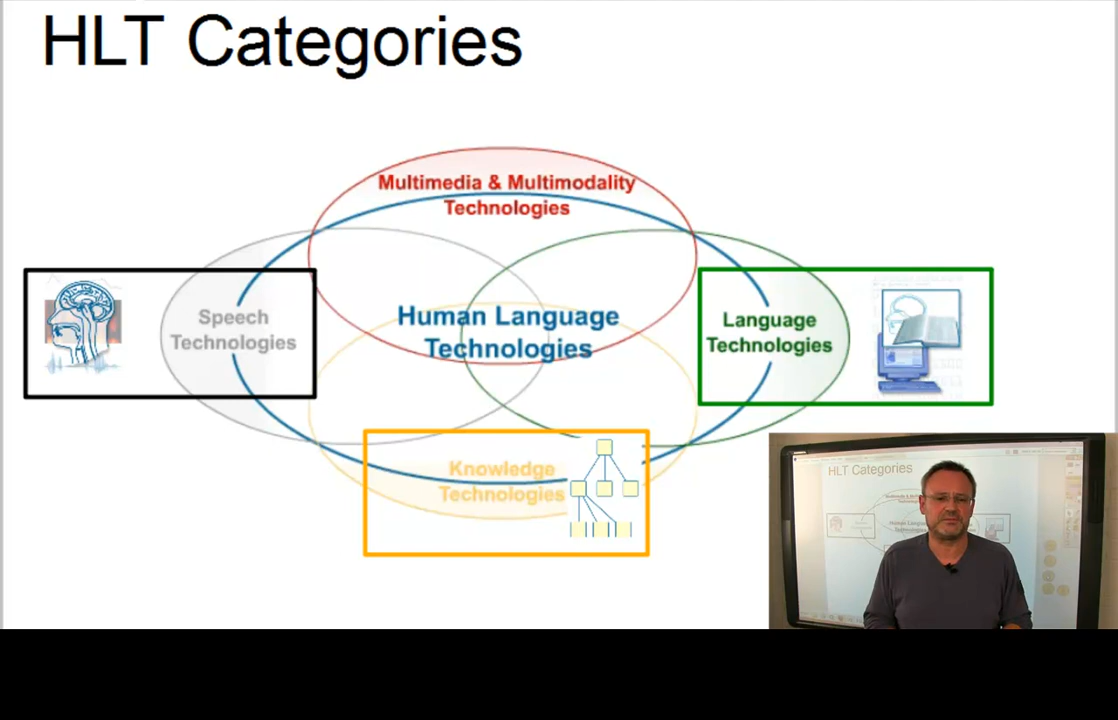 HLT Categories
Multimedia & Multimodality
Technologies
Speech
Technologies
Human Language
Technologies
Language
Technologies
Knowledge
Technologies
HLT Categories